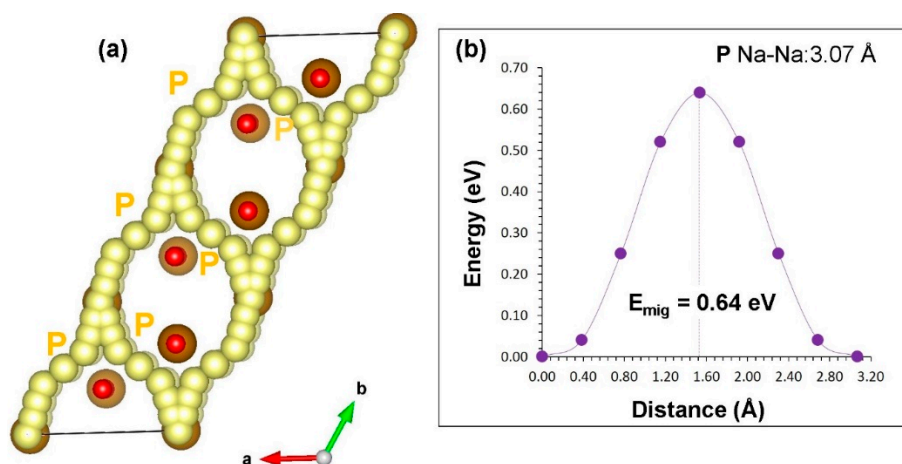 (a)
P
P
P
P
P
P
a
b
(b)
P Na-Na:3.07 Å
Energy (eV)
0.70
0.60
0.50
0.40
0.30
0.20
0.10
0.00
E_mig = 0.64 eV
0.00 0.40 0.80 1.20 1.60 2.00 2.40 2.80 3.20
Distance (Å)